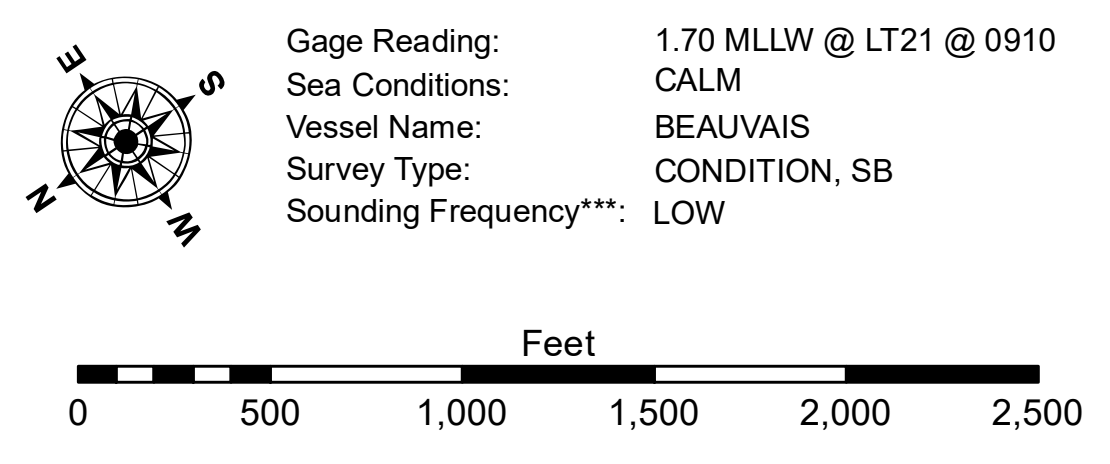 E
S
N
W
Gage Reading: 1.70 MLLW @ LT21 @ 0910
Sea Conditions: CALM
Vessel Name: BEAUVAIS
Survey Type: CONDITION, SB
Sounding Frequency***: LOW
Feet
0 500 1,000 1,500 2,000 2,500